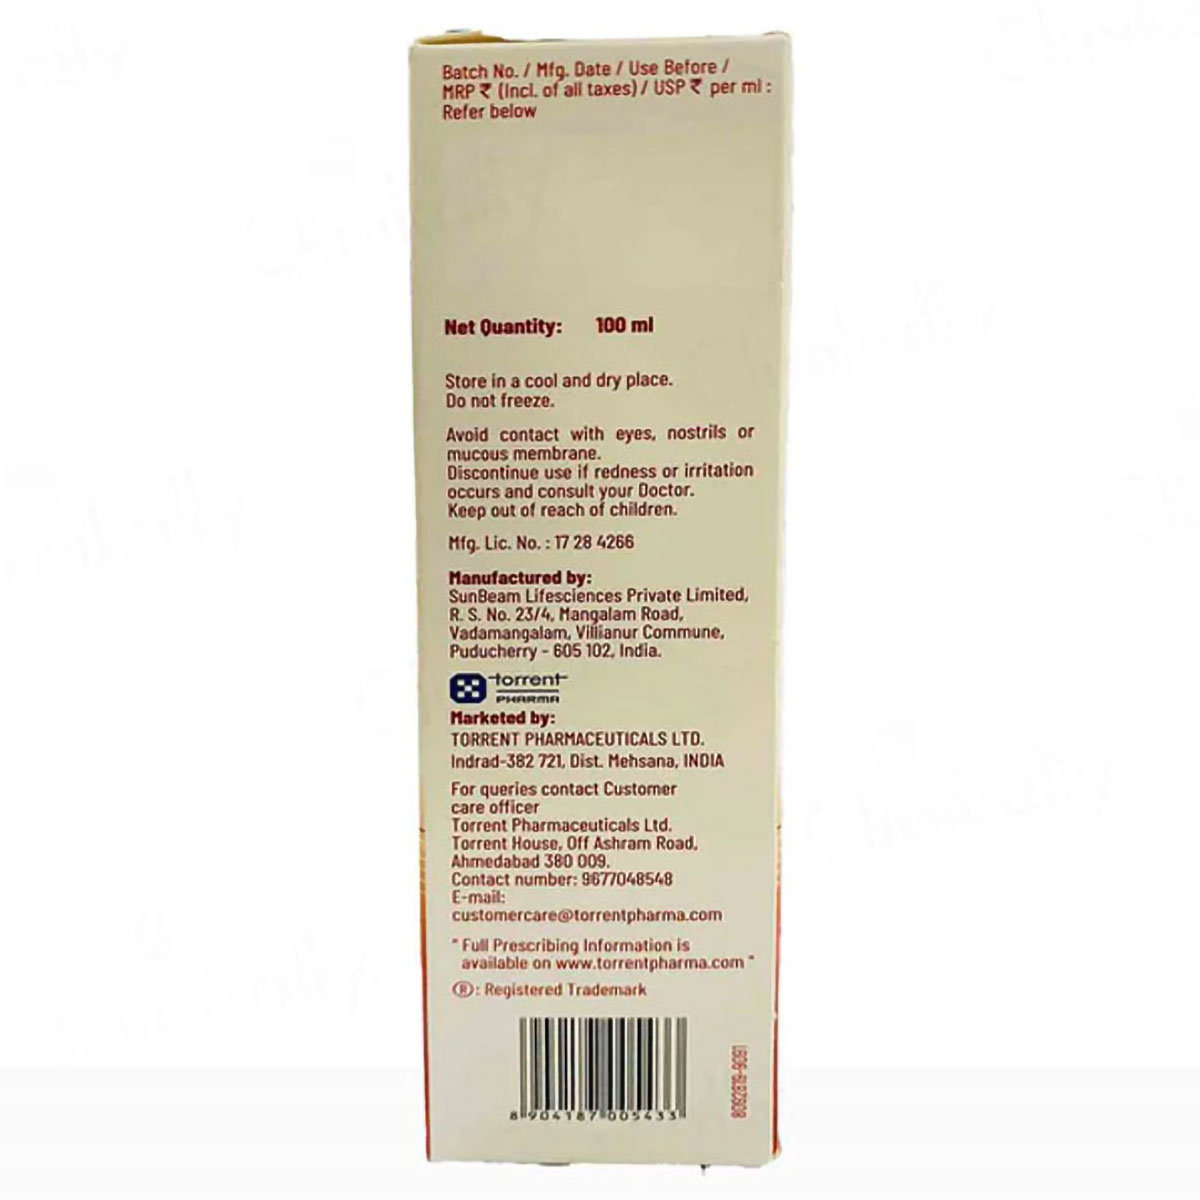 Batch No. / Mfg. Date / Use Before /
MRP ₹ (Incl. of all taxes) / USP ₹ per ml :
Refer below
Net Quantity: 100 ml
Store in a cool and dry place.
Do not freeze.
Avoid contact with eyes, nostrils or
mucous membrane.
Discontinue use if redness or irritation
occurs and consult your Doctor.
Keep out of reach of children.
Mfg. Lic. No. : 17 28 4266
Manufactured by:
SunBeam Lifesciences Private Limited,
R. S. No. 23/4, Mangalam Road,
Vadamangalam, Villianur Commune,
Puducherry - 605 102, India.
torrent
PHARMA
Marketed by:
TORRENT PHARMACEUTICALS LTD.
Indrad-382 721, Dist. Mehsana, INDIA
For queries contact Customer
care officer
Torrent Pharmaceuticals Ltd.
Torrent House, Off Ashram Road,
Ahmedabad 380 009.
Contact number: 9677048548
E-mail:
customercare@torrentpharma.com
" Full Prescribing Information is
available on www.torrentpharma.com "
®: Registered Trademark
8 904187 005433
8092819-9091